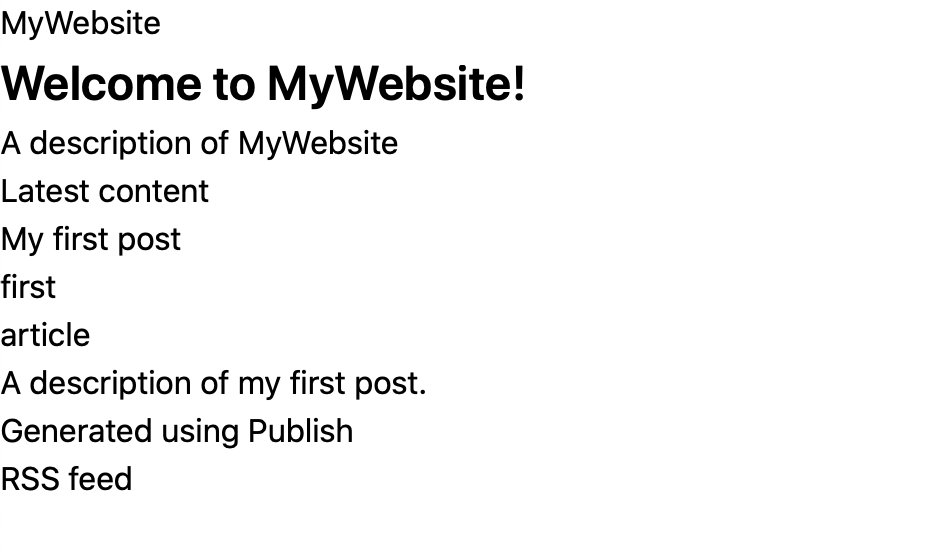 MyWebsite
Welcome to MyWebsite!
A description of MyWebsite
Latest content
My first post
first
article
A description of my first post.
Generated using Publish
RSS feed